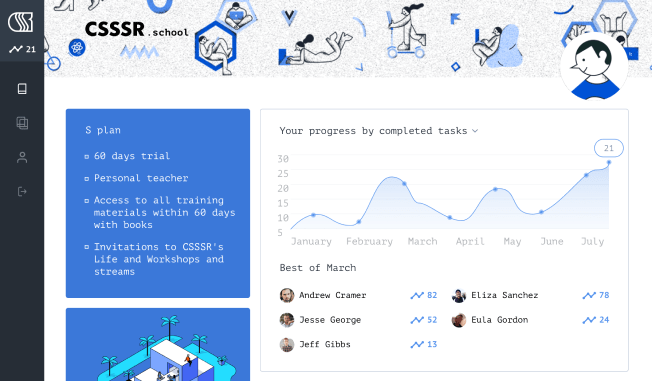 CSSSR.school
21
S plan
60 days trial
Personal teacher
Access to all training
materials within 60 days
with books
Invitations to CSSSR's
Life and Workshops and
streams
Your progress by completed tasks
21
30
25
20
15
10
5
January February March April May June July
Best of March
Andrew Cramer 82 Eliza Sanchez 78
Jesse George 52 Eula Gordon 24
Jeff Gibbs 13